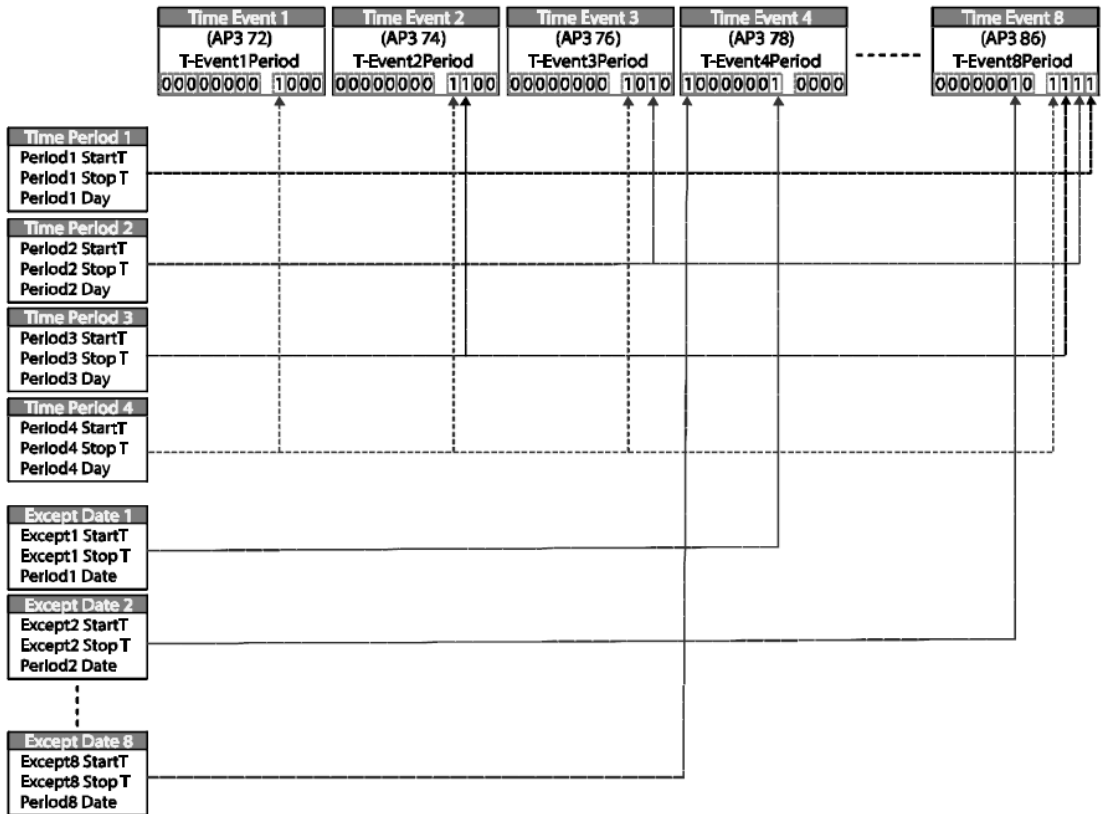 Time Event 1
(AP3 72)
T-Event1Period
00000000 1000
Time Event 2
(AP3 74)
T-Event2Period
00000000 1100
Time Event 3
(AP3 76)
T-Event3Period
00000000 1010
Time Event 4
(AP3 78)
T-Event4Period
10000001 0000
Time Event 8
(AP3 86)
T-Event8Period
00000010 1111
Time Period 1
Period1 StartT
Period1 Stop T
Period1 Day
Time Period 2
Period2 StartT
Period2 Stop T
Period2 Day
Time Period 3
Period3 StartT
Period3 Stop T
Period3 Day
Time Period 4
Period4 StartT
Period4 Stop T
Period4 Day
Except Date 1
Except1 StartT
Except1 Stop T
Period1 Date
Except Date 2
Except2 StartT
Except2 Stop T
Period2 Date
Except Date 8
Except8 StartT
Except8 Stop T
Period8 Date